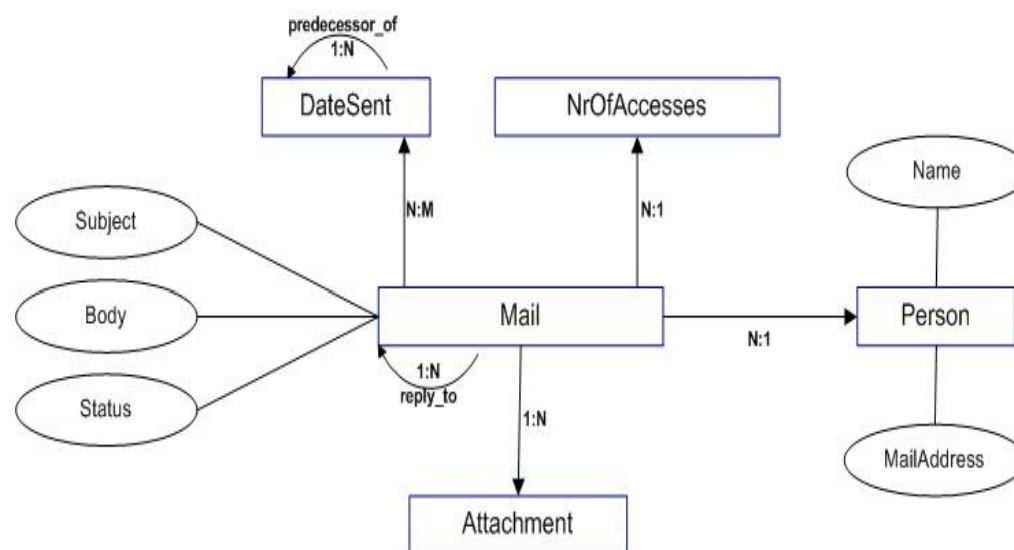 predecessor_of
1:N
DateSent
NrOfAccesses
Name
Subject
N:M
N:1
Body
Mail
Person
N:1
1:N
reply_to
Status
1:N
MailAddress
Attachment